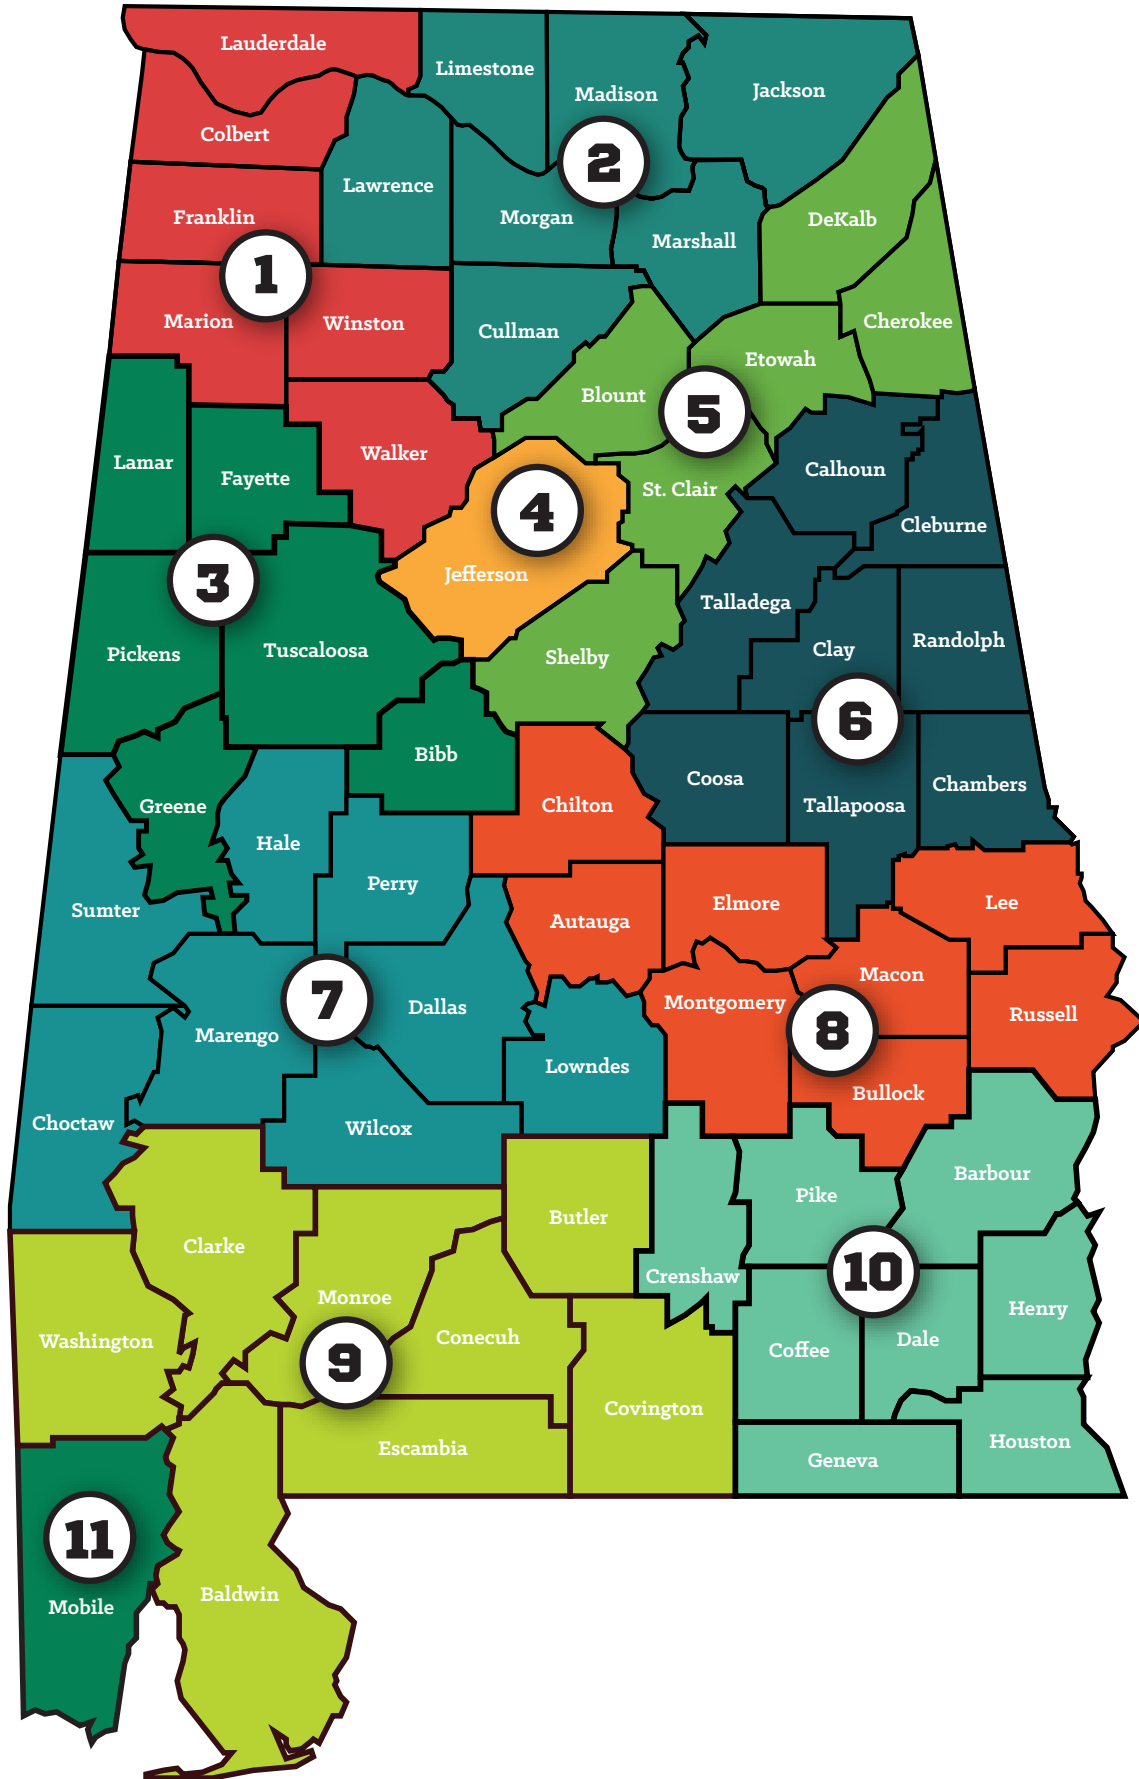 Lauderdale
Limestone
Madison
Jackson
Colbert
Lawrence
2
Franklin
Morgan
Marshall
DeKalb
1
Marion
Winston
Cullman
Cherokee
Etowah
Blount
5
Walker
Lamar
Fayette
St. Clair
Calhoun
4
Cleburne
Jefferson
3
Talladega
Pickens
Tuscaloosa
Shelby
Clay
Randolph
6
Bibb
Coosa
Tallapoosa
Chambers
Greene
Chilton
Hale
Perry
Sumter
Autauga
Elmore
Lee
Macon
7
Dallas
Montgomery
Russell
Marengo
8
Lowndes
Bullock
Choctaw
Wilcox
Barbour
Pike
Butler
Clarke
10
Crenshaw
Monroe
Henry
Washington
Conecuh
Coffee
Dale
9
Covington
Escambia
Geneva
Houston
11
Baldwin
Mobile